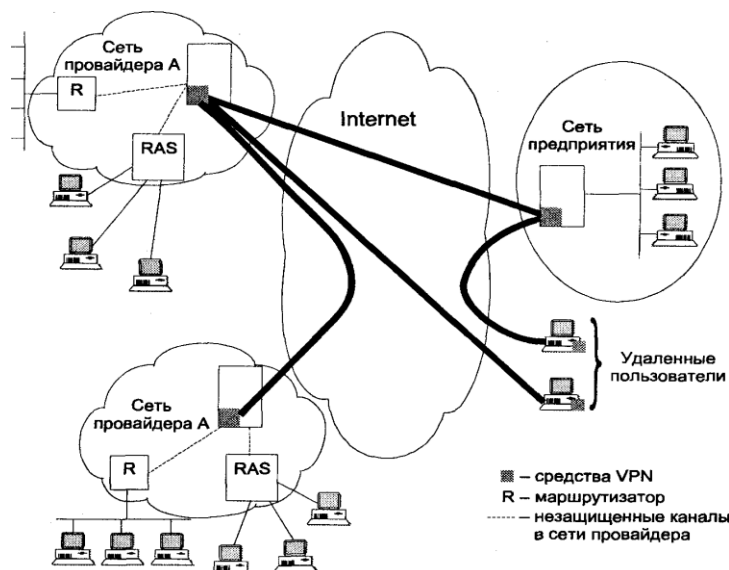 Сеть
провайдера А
R
RAS
Internet
Сеть
предприятия
Удаленные
пользователи
Сеть
провайдера А
R
RAS
– средства VPN
R – маршрутизатор
– незащищенные каналы
в сети провайдера